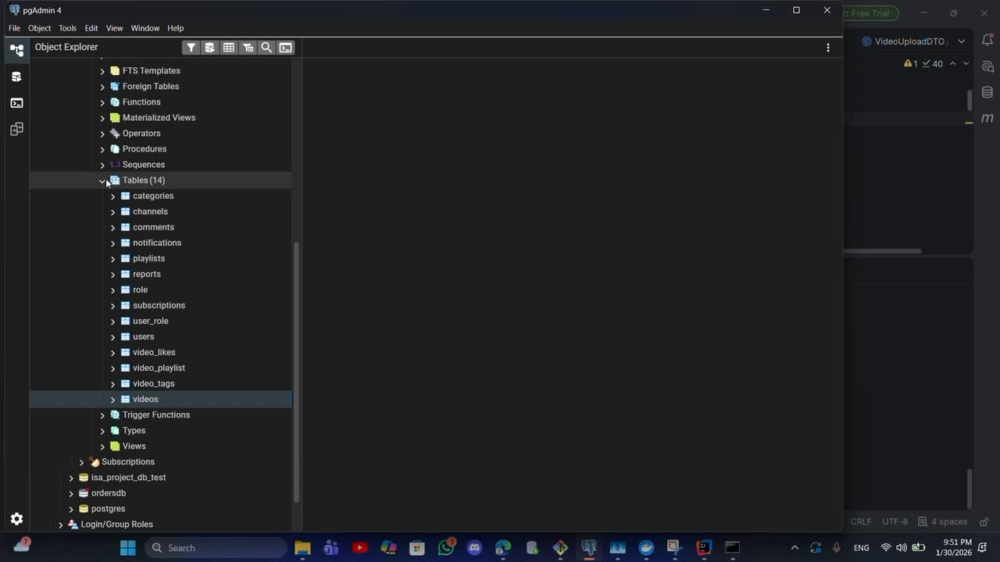 pgAdmin 4
rt Free Trial
File Object Tools Edit View Window Help
Object Explorer
VideoUploadDTO.
1 40
FTS Templates
Foreign Tables
Functions
Materialized Views
Operators
Procedures
1..3 Sequences
Tables (14)
categories
channels
comments
notifications
playlists
reports
role
subscriptions
user_role
users
video_likes
video_playlist
video_tags
videos
Trigger Functions
Types
Views
Subscriptions
isa_project_db_test
ordersdb
postgres
Login/Group Roles
m
CRLF UTF-8 4 spaces
7
Search
3
ENG
9:51 PM
1/30/2026